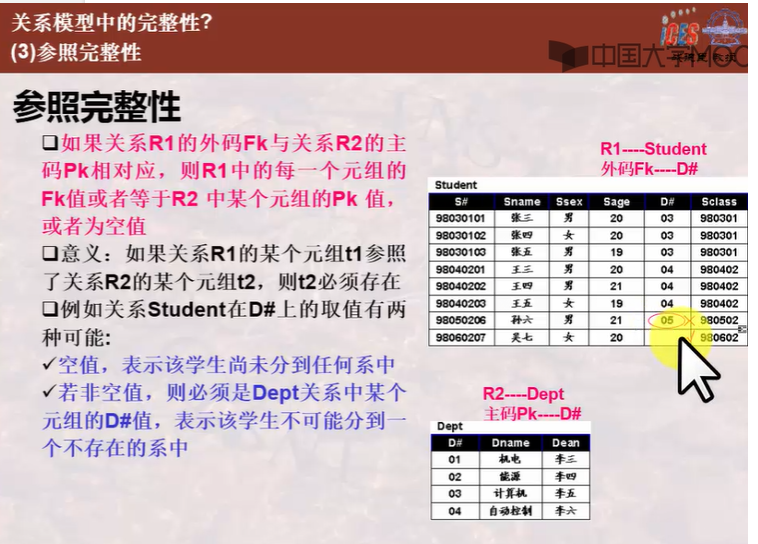 关系模型中的完整性?
(3)参照完整性
iCES
中国大学MOO
参照完整性
❑如果关系R1的外码Fk与关系R2的主
码Pk相对应，则R1中的每一个元组的
Fk值或者等于R2 中某个元组的Pk 值，
或者为空值
❑意义：如果关系R1的某个元组t1参照
了关系R2的某个元组t2，则t2必须存在
❑例如关系Student在D#上的取值有两
种可能:
✓空值，表示该学生尚未分到任何系中
✓若非空值，则必须是Dept关系中某个
元组的D#值，表示该学生不可能分到一
个不存在的系中
R1----Student
外码Fk----D#
Student
S# Sname Ssex Sage D# Sclass
98030101 张三 男 20 03 980301
98030102 张四 女 20 03 980301
98030103 张五 男 19 03 980301
98040201 王三 男 20 04 980402
98040202 王四 男 21 04 980402
98040203 王五 女 19 04 980402
98050206 孙六 男 21 05 980502
98060207 吴七 女 20 980602
R2----Dept
主码Pk----D#
Dept
D# Dname Dean
01 机电 李三
02 能源 李四
03 计算机 李五
04 自动控制 李六